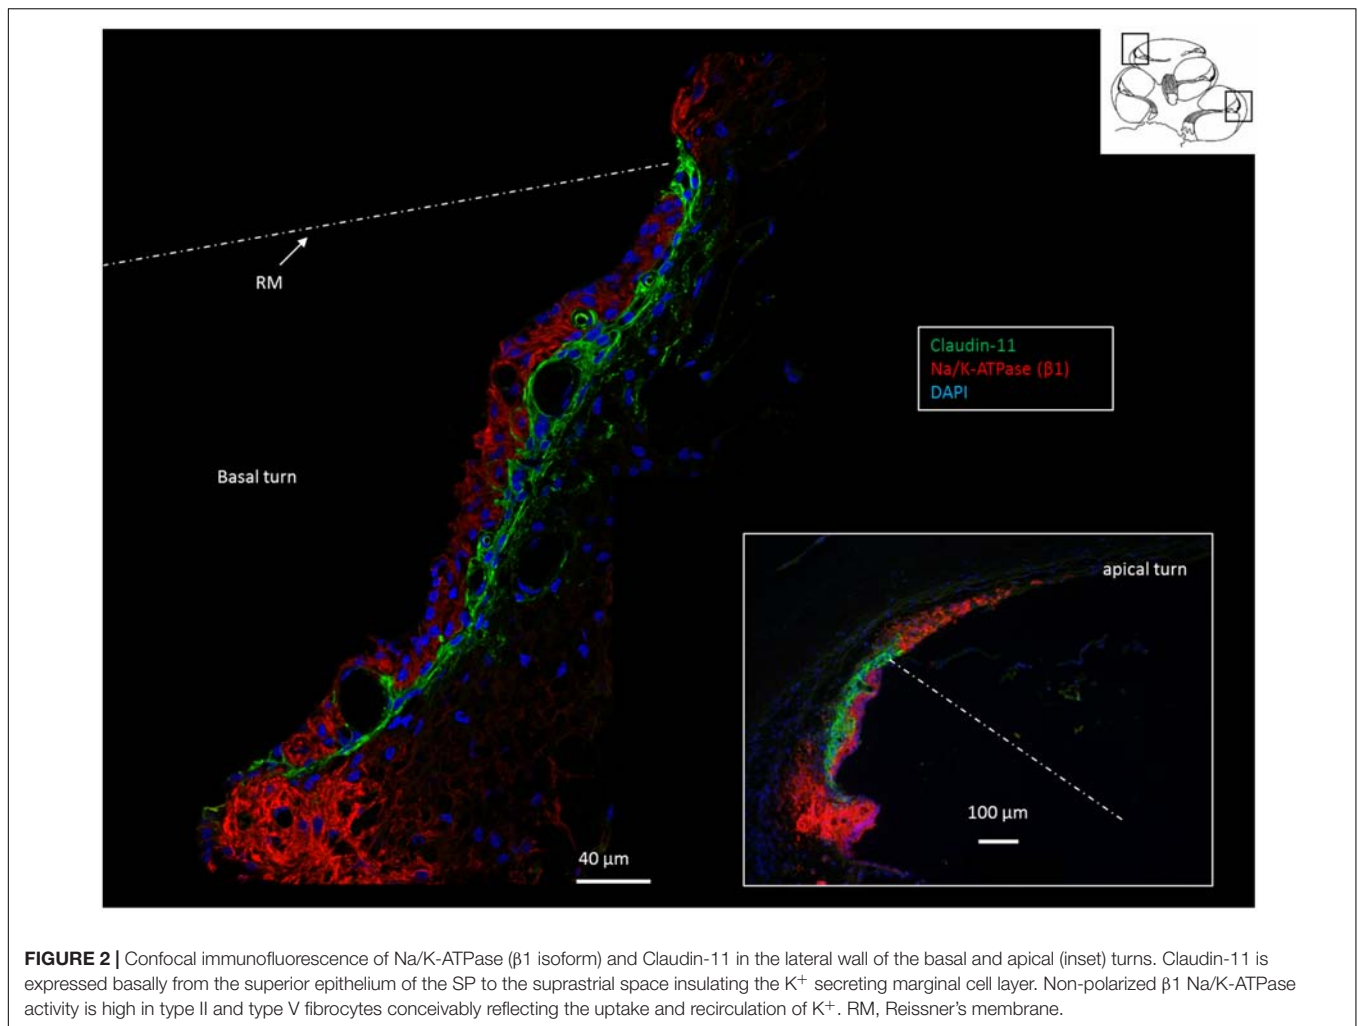 RM
Basal turn
Claudin-11
Na/K-ATPase (β1)
DAPI
apical turn
100 µm
40 µm
FIGURE 2 | Confocal immunofluorescence of Na/K-ATPase (β1 isoform) and Claudin-11 in the lateral wall of the basal and apical (inset) turns. Claudin-11 is
expressed basally from the superior epithelium of the SP to the suprastrial space insulating the K⁺ secreting marginal cell layer. Non-polarized β1 Na/K-ATPase
activity is high in type II and type V fibrocytes conceivably reflecting the uptake and recirculation of K⁺. RM, Reissner's membrane.